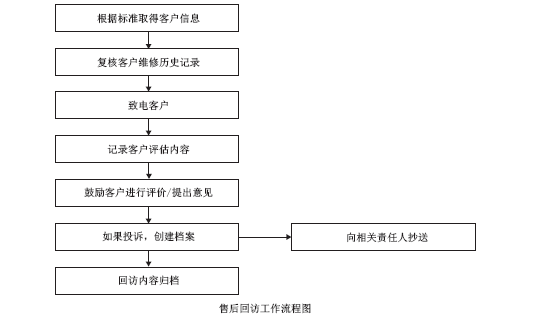 根据标准取得客户信息
复核客户维修历史记录
致电客户
记录客户评估内容
鼓励客户进行评价/提出意见
如果投诉，创建档案
向相关责任人抄送
回访内容归档
售后回访工作流程图